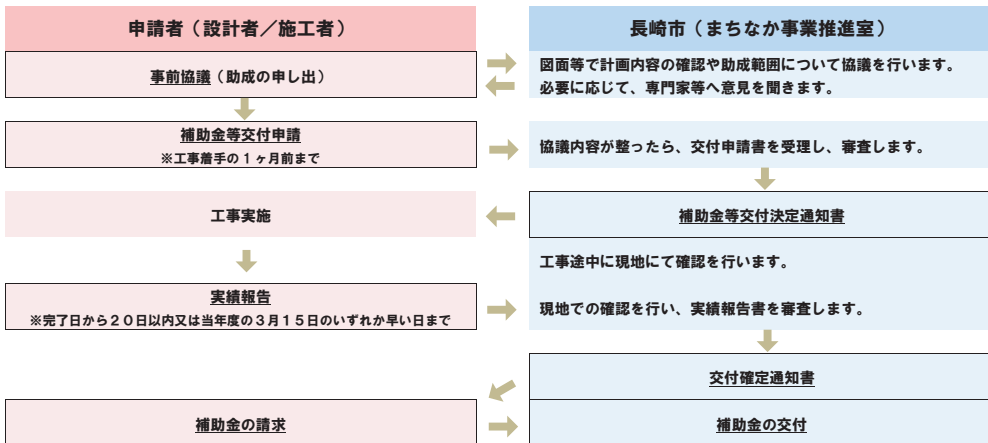 申請者(設計者/施工者)
長崎市(まちなか事業推進室)
事前協議(助成の申し出)
図面等で計画内容の確認や助成範囲について協議を行います。
必要に応じて、専門家等へ意見を聞きます。
補助金等交付申請
※工事着手の1ヶ月前まで
協議内容が整ったら、交付申請書を受理し、審査します。
工事実施
補助金等交付決定通知書
工事途中に現地にて確認を行います。
実績報告
※完了日から20日以内又は当年度の3月15日のいずれか早い日まで
現地での確認を行い、実績報告書を審査します。
交付確定通知書
補助金の請求
補助金の交付